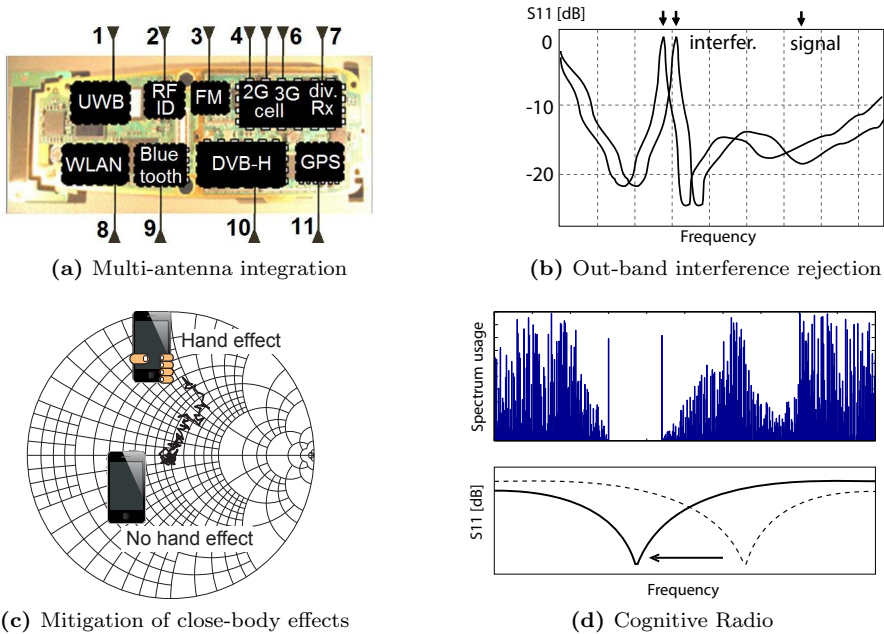 1 2 3 4 6 7
UWB
RF
ID
FM
2G 3G
cell
div.
Rx
WLAN
Blue
tooth
DVB-H
GPS
8 9 10 11
(a) Multi-antenna integration
S11 [dB]
0
interfer.
signal
-10
-20
Frequency
(b) Out-band interference rejection
Hand effect
No hand effect
(c) Mitigation of close-body effects
Spectrum usage
S11 [dB]
Frequency
(d) Cognitive Radio